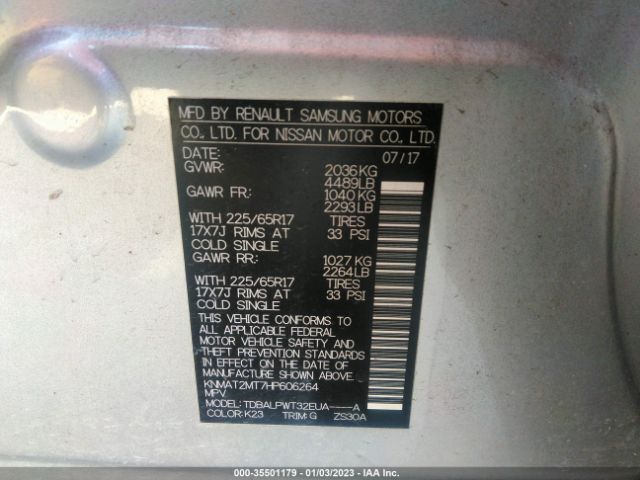 MFD BY RENAULT SAMSUNG MOTORS
CO., LTD. FOR NISSAN MOTOR CO., LTD.
DATE: 07/17
GVWR: 2036KG
4489LB
GAWR FR: 1040KG
2293LB
WITH 225/65R17 TIRES
17X7J RIMS AT 33 PSI
COLD SINGLE
GAWR RR: 1027KG
2264LB
WITH 225/65R17 TIRES
17X7J RIMS AT 33 PSI
COLD SINGLE
THIS VEHICLE CONFORMS TO
ALL APPLICABLE FEDERAL
MOTOR VEHICLE SAFETY AND
THEFT PREVENTION STANDARDS
IN EFFECT ON THE DATE OF
MANUFACTURE SHOWN ABOVE.
KNMAT2MT7HP606264
MPV
MODEL: TDBALPWT32EUA----A
COLOR: K23 TRIM: G ZS30A
000-35501179 - 01/03/2023 - IAA Inc.